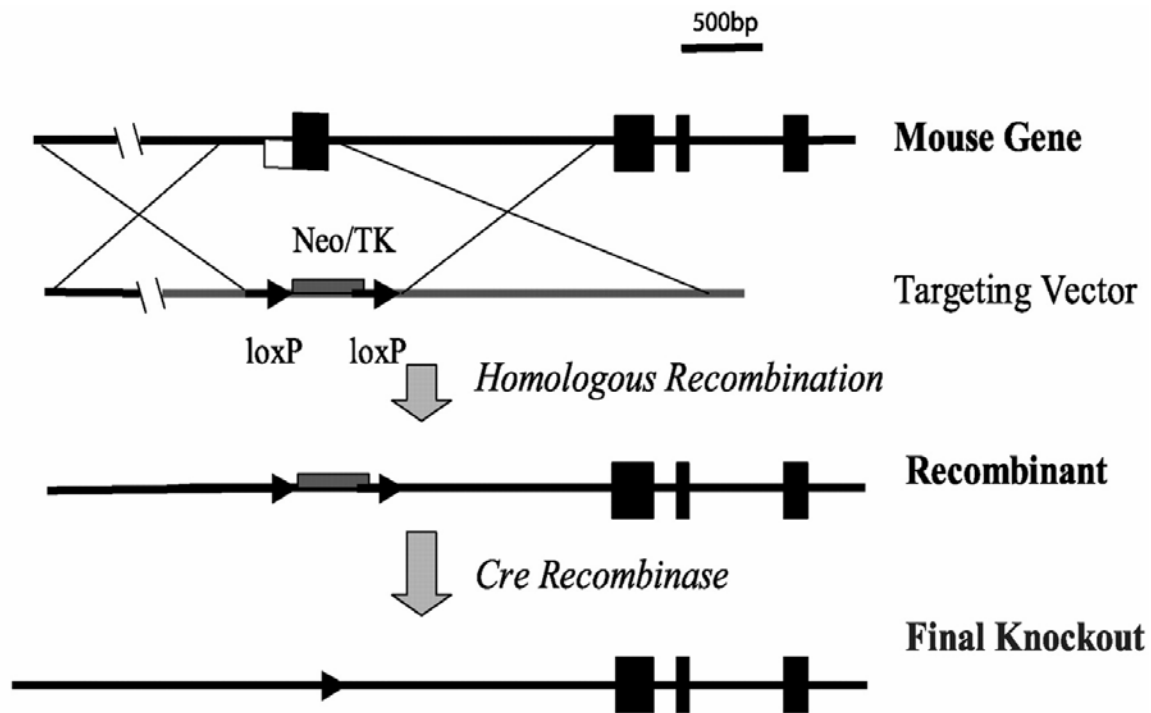 500bp
Mouse Gene
Neo/TK
Targeting Vector
loxP loxP
Homologous Recombination
Recombinant
Cre Recombinase
Final Knockout